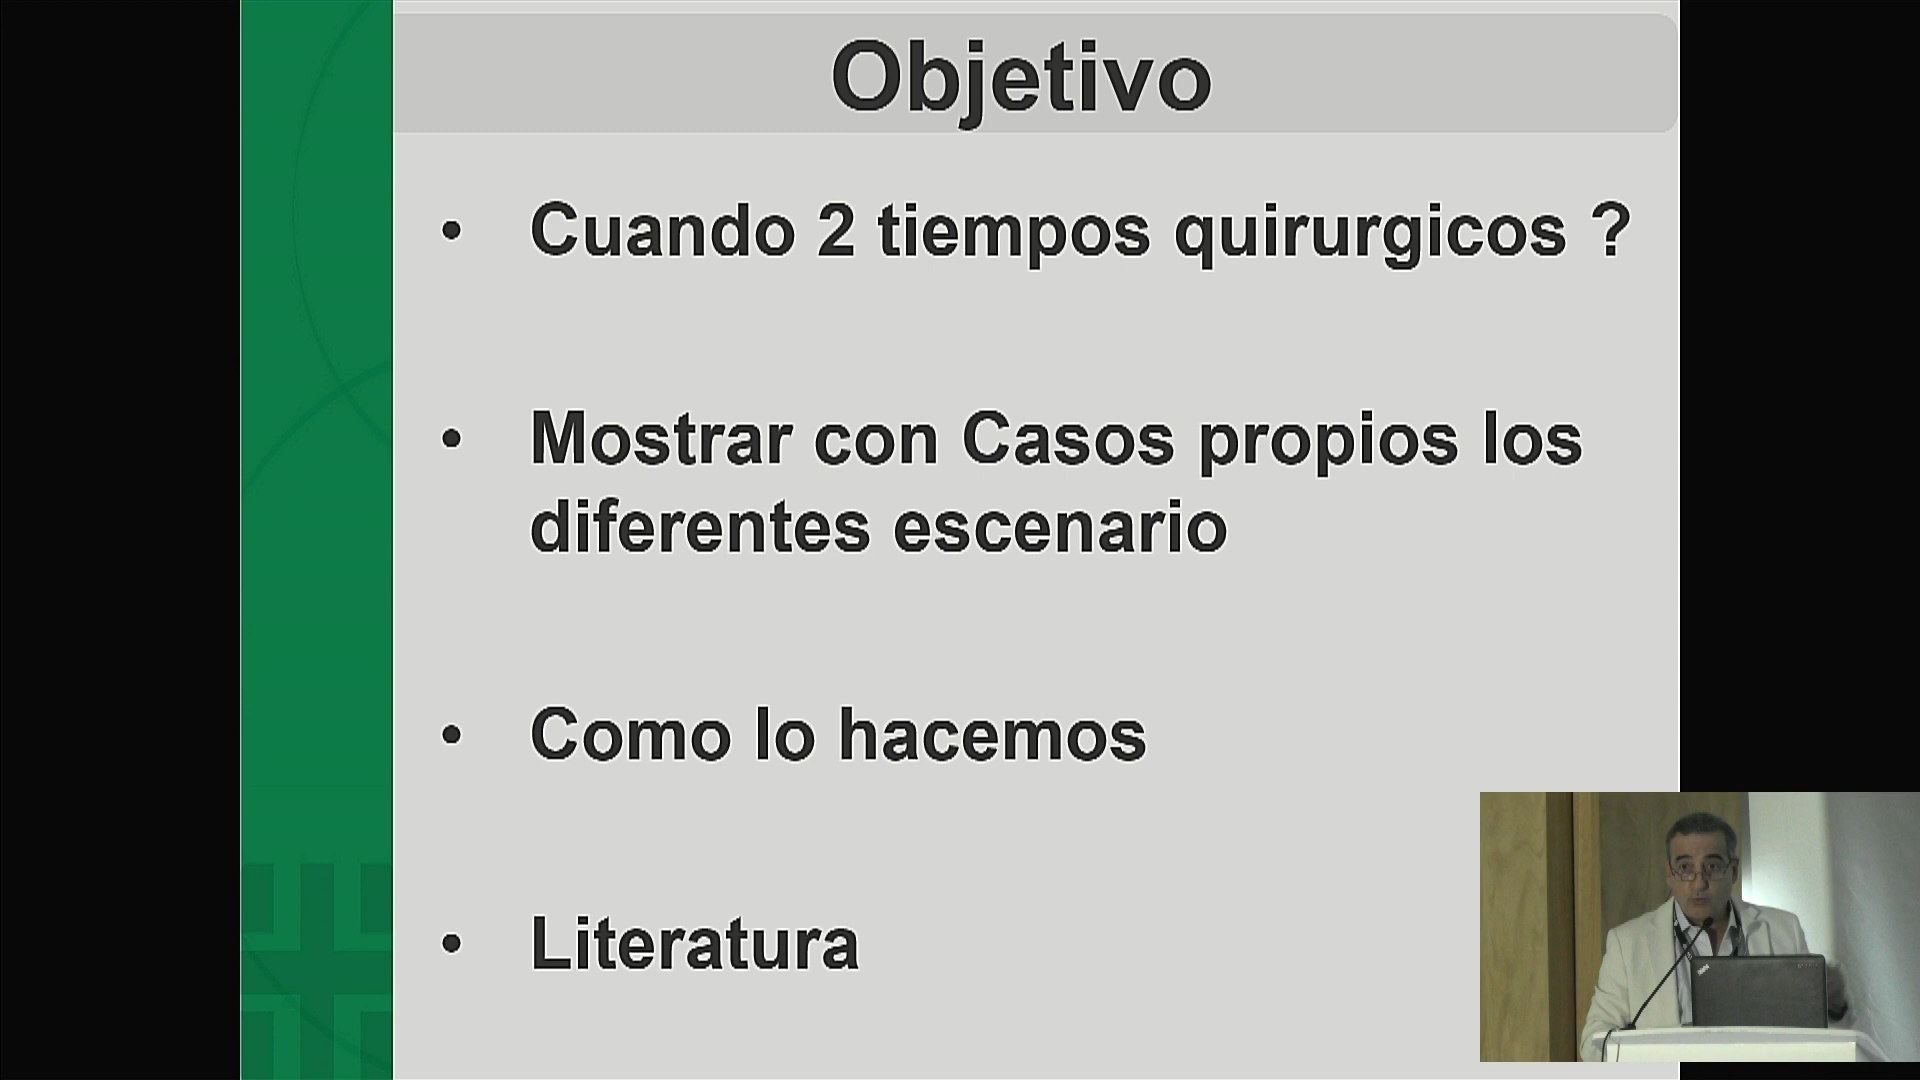 Objetivo
• Cuando 2 tiempos quirurgicos ?
• Mostrar con Casos propios los
diferentes escenario
• Como lo hacemos
• Literatura